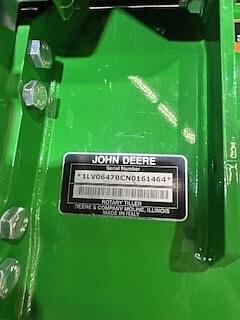 JOHN DEERE
Serial Number
*1LV0647BCN0161464*
ROTARY TILLER
DEERE & COMPANY MOLINE, ILLINOIS
MADE IN ITALY